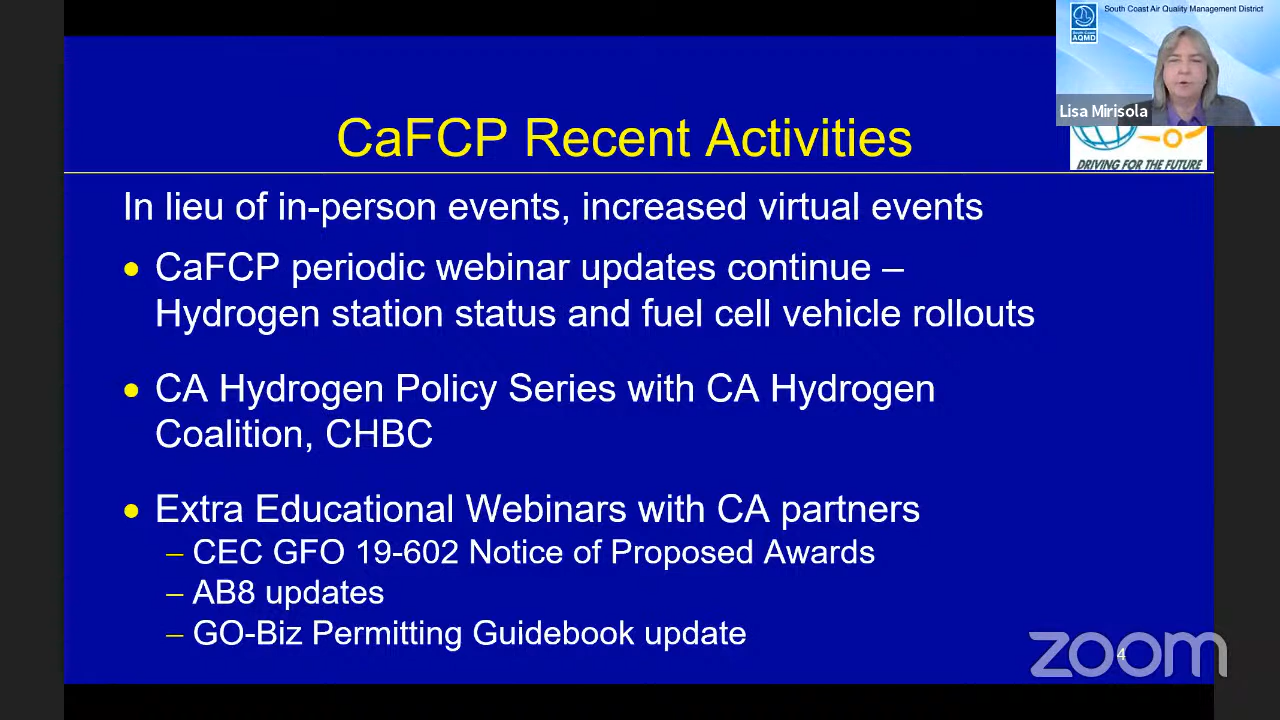 South Coast Air Quality Management District
South Coast
AQMD
Lisa Mirisola
CaFCP Recent Activities
DRIVING FOR THE FUTURE
In lieu of in-person events, increased virtual events
• CaFCP periodic webinar updates continue –
Hydrogen station status and fuel cell vehicle rollouts
• CA Hydrogen Policy Series with CA Hydrogen
Coalition, CHBC
• Extra Educational Webinars with CA partners
– CEC GFO 19-602 Notice of Proposed Awards
– AB8 updates
– GO-Biz Permitting Guidebook update
4
zoom